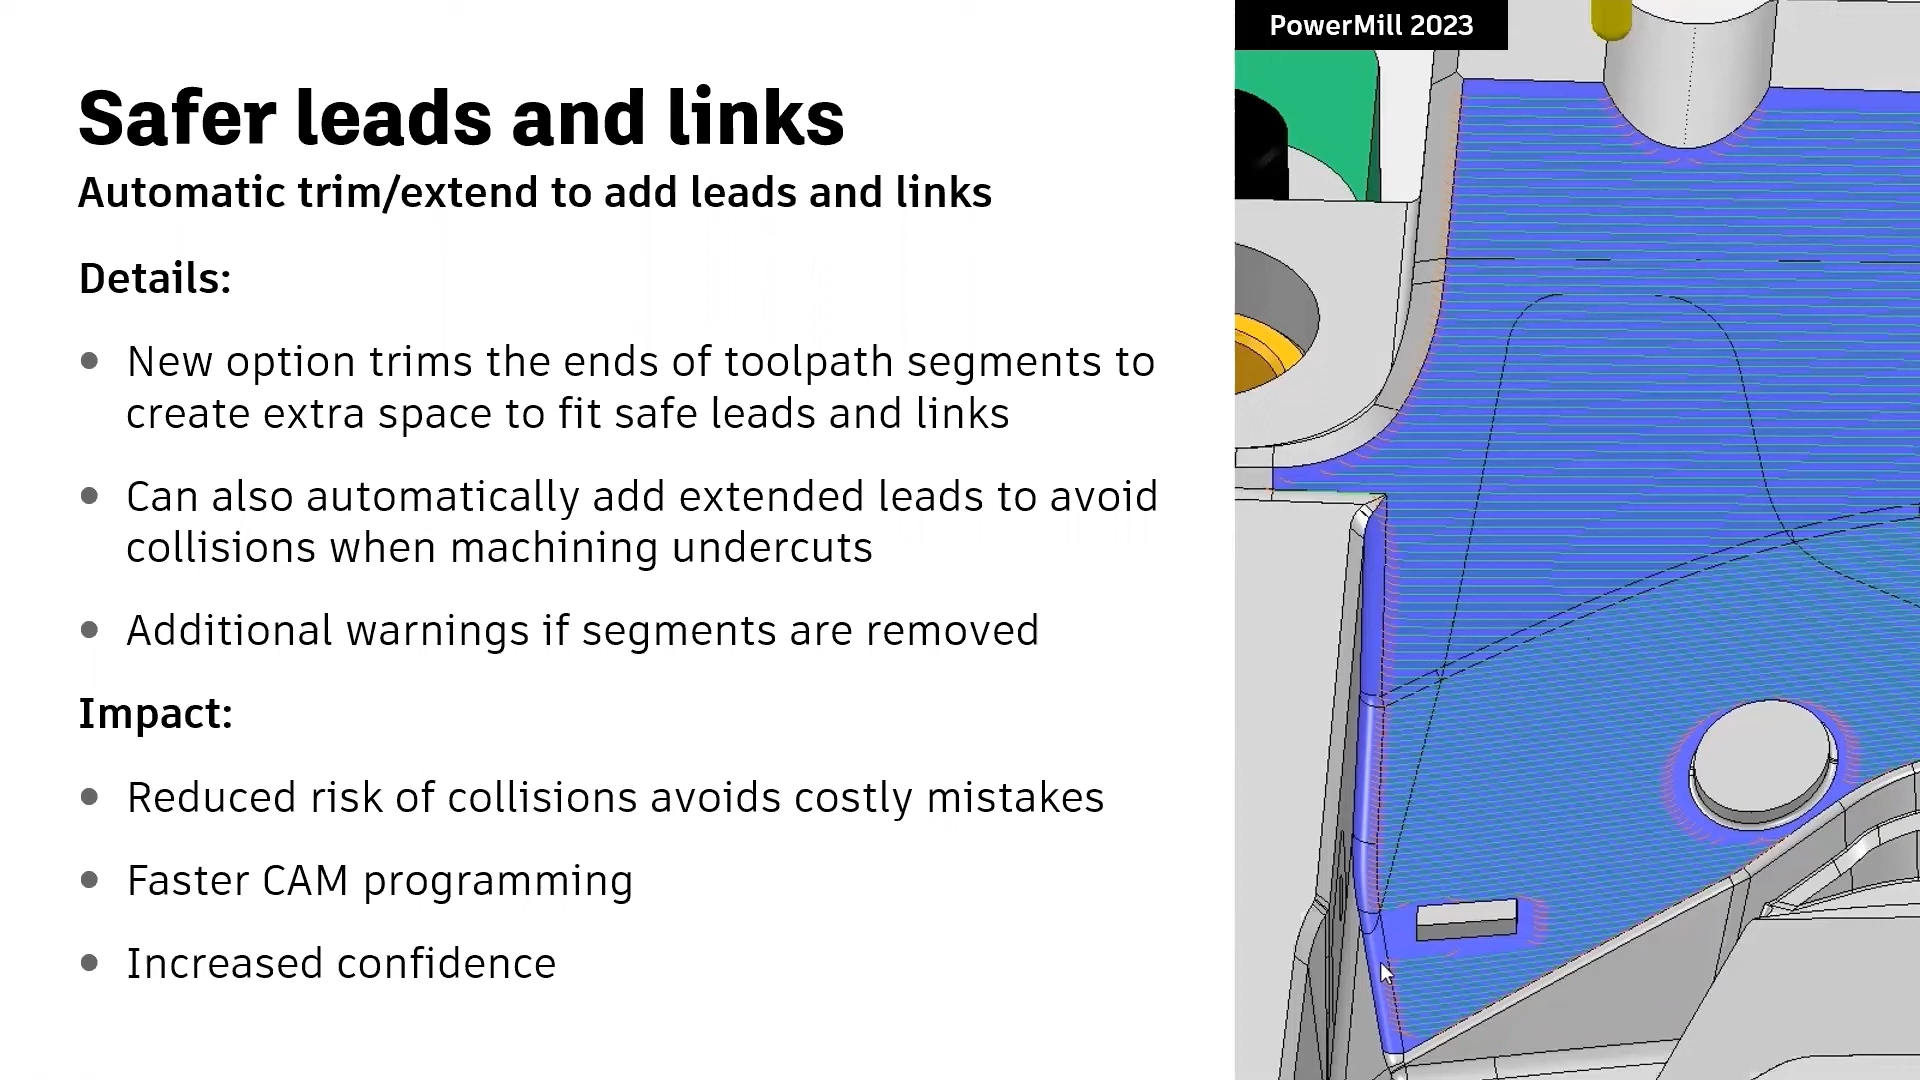 PowerMill 2023
Safer leads and links
Automatic trim/extend to add leads and links
Details:
• New option trims the ends of toolpath segments to
create extra space to fit safe leads and links
• Can also automatically add extended leads to avoid
collisions when machining undercuts
• Additional warnings if segments are removed
Impact:
• Reduced risk of collisions avoids costly mistakes
• Faster CAM programming
• Increased confidence